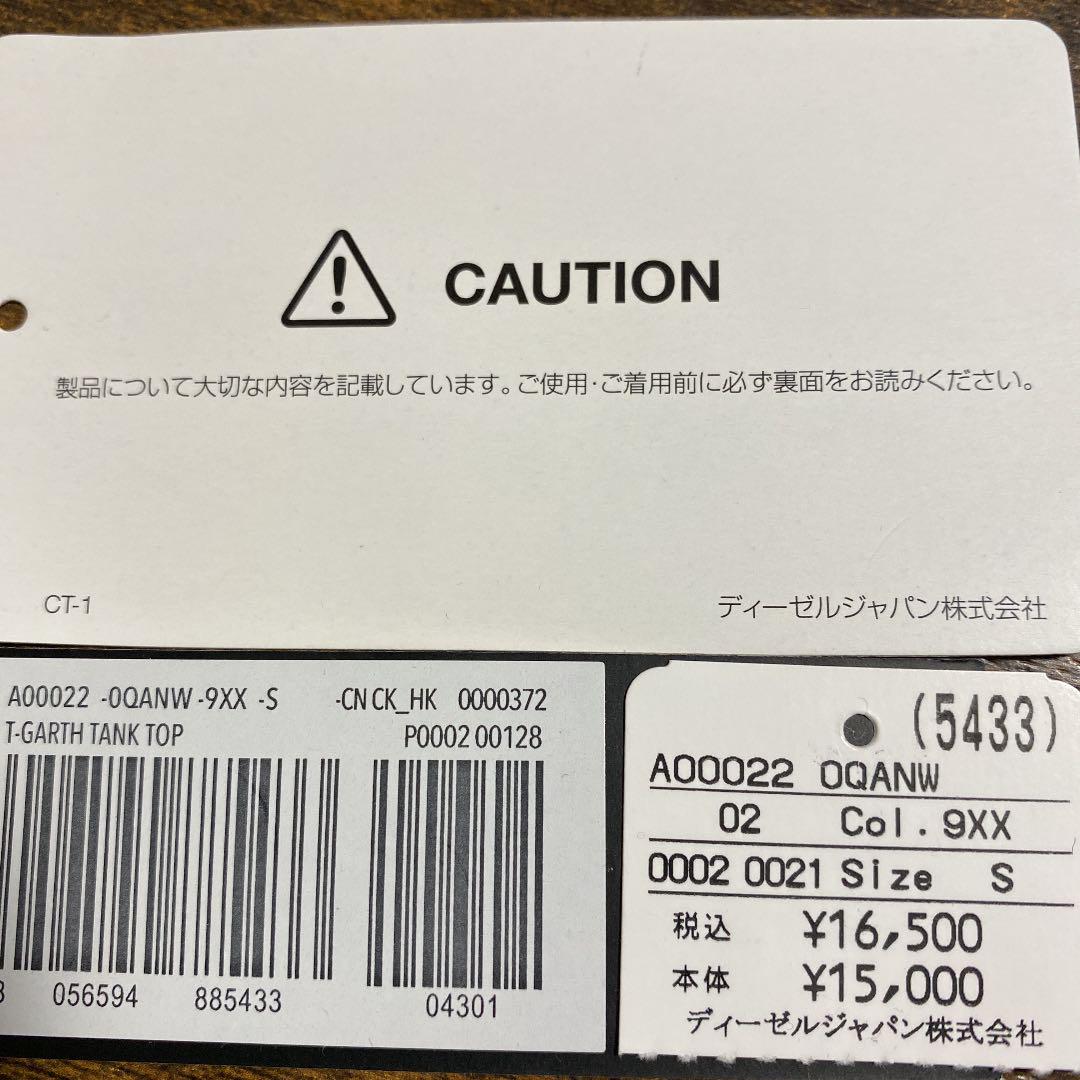 CAUTION
製品について大切な内容を記載しています。ご使用・ご着用前に必ず裏面をお読みください。
CT-1
ディーゼルジャパン株式会社
A00022 -0QANW -9XX -S -CN CK_HK 0000372
T-GARTH TANK TOP P0002 00128
8 056594 885433 04301
(5433)
A00022 0QANW
02 Col.9XX
0002 0021 Size S
税込 ¥16,500
本体 ¥15,000
ディーゼルジャパン株式会社